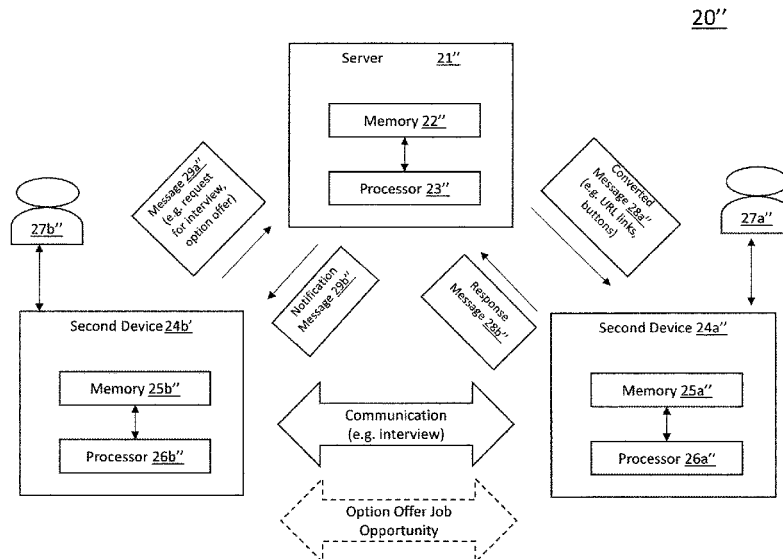 20''
Server 21''
Memory 22''
Processor 23''
Message 29a''
(e.g. request
for interview,
option offer)
Converted
Message 28a''
(e.g. URL links,
buttons)
27b''
27a''
Notification
Message 29b''
Response
Message 28b''
Second Device 24b'
Memory 25b''
Processor 26b''
Second Device 24a''
Memory 25a''
Processor 26a''
Communication
(e.g. interview)
Option Offer Job
Opportunity